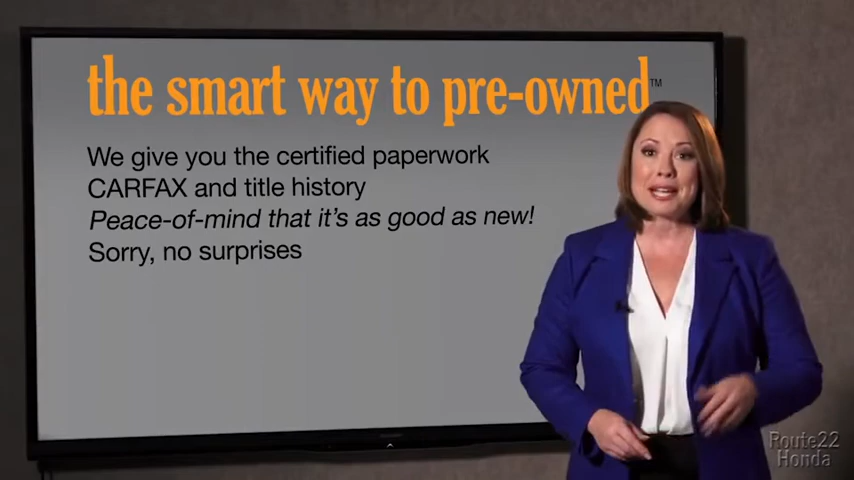 the smart way to pre-owned™
We give you the certified paperwork
CARFAX and title history
Peace-of-mind that it's as good as new!
Sorry, no surprises
Route22
Honda